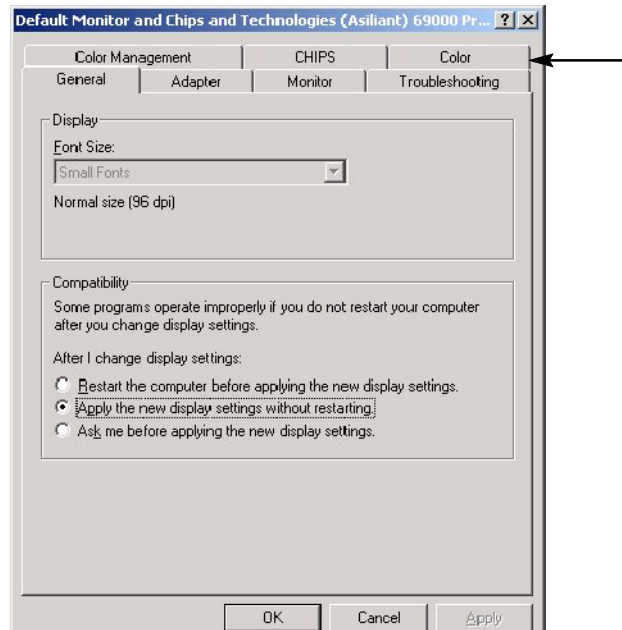 Default Monitor and Chips and Technologies (Asiliant) 69000 Pr...
Color Management CHIPS Color
General Adapter Monitor Troubleshooting
Display
Font Size:
Small Fonts
Normal size (96 dpi)
Compatibility
Some programs operate improperly if you do not restart your computer
after you change display settings.
After I change display settings:
Restart the computer before applying the new display settings.
Apply the new display settings without restarting.
Ask me before applying the new display settings.
OK Cancel Apply